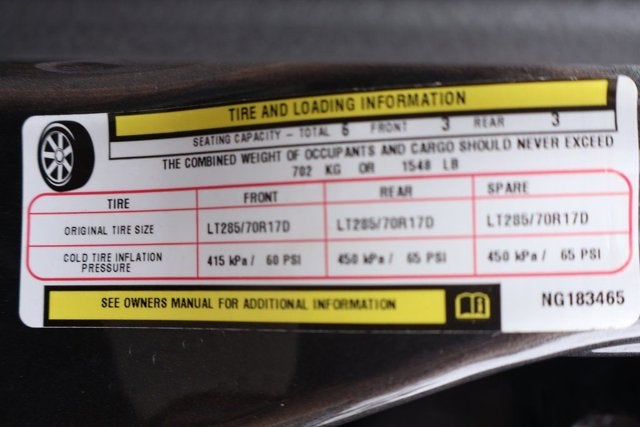 TIRE AND LOADING INFORMATION
SEATING CAPACITY - TOTAL 6 FRONT 3 REAR 3
THE COMBINED WEIGHT OF OCCUPANTS AND CARGO SHOULD NEVER EXCEED
702 KG OR 1548 LB
TIRE FRONT REAR SPARE
ORIGINAL TIRE SIZE LT285/70R17D LT285/70R17D LT285/70R17D
COLD TIRE INFLATION PRESSURE 415 kPa / 60 PSI 450 kPa / 65 PSI 450 kPa / 65 PSI
SEE OWNERS MANUAL FOR ADDITIONAL INFORMATION
NG183465